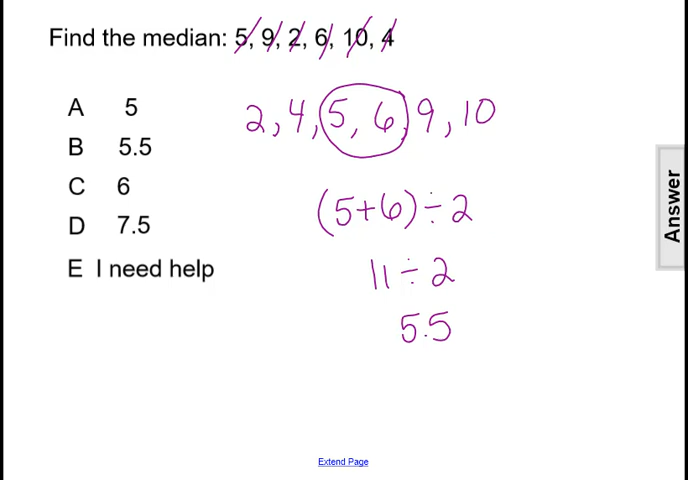 Find the median: 5, 9, 2, 6, 10, 4
2, 4, 5, 6, 9, 10
A 5
B 5.5
C 6
D 7.5
E I need help
(5+6) ÷ 2
11 ÷ 2
5.5
Answer
Extend Page